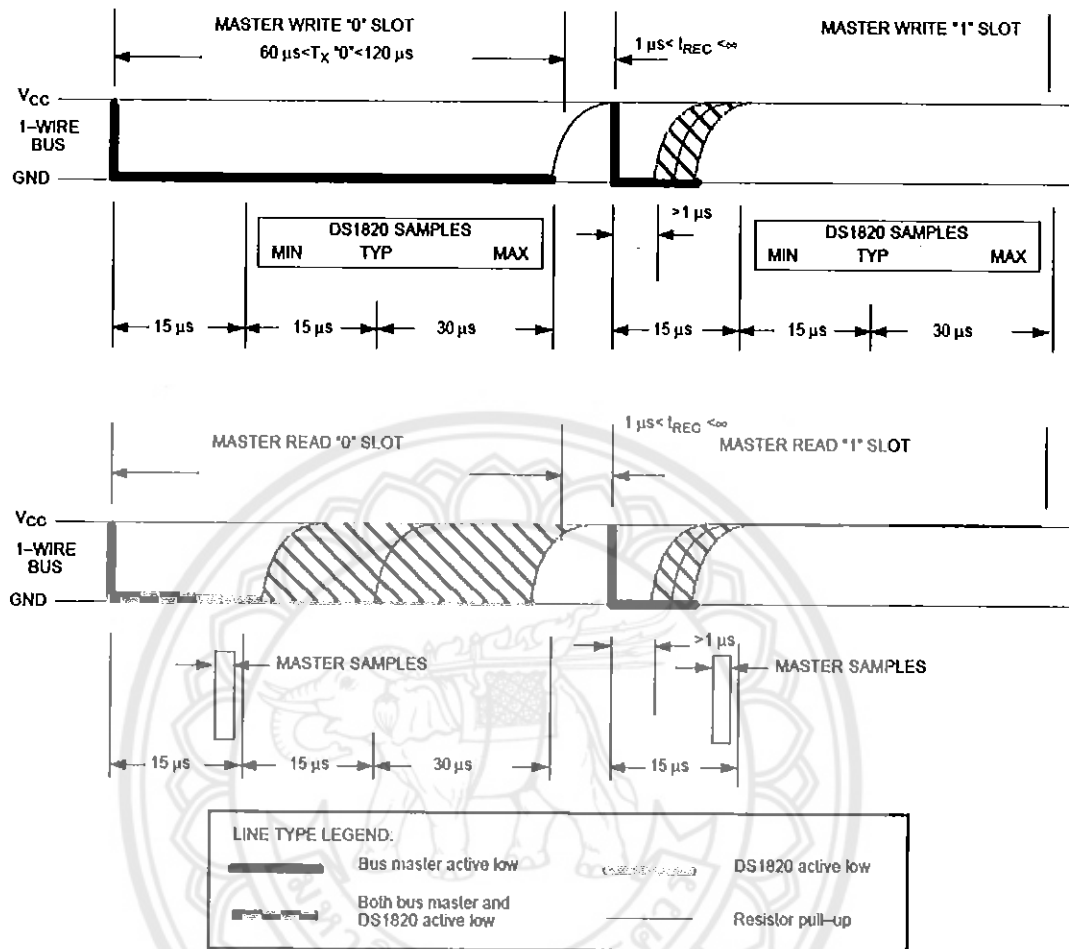 MASTER WRITE "0" SLOT
60 µs<TX "0"<120 µs
1 µs< tREC <∞
MASTER WRITE "1" SLOT
VCC
1–WIRE
BUS
GND
>1 µs
DS1820 SAMPLES
MIN TYP MAX
DS1820 SAMPLES
MIN TYP MAX
15 µs 15 µs 30 µs
15 µs 15 µs 30 µs
MASTER READ "0" SLOT
1 µs< tREC <∞
MASTER READ "1" SLOT
VCC
1–WIRE
BUS
GND
>1 µs
MASTER SAMPLES
MASTER SAMPLES
15 µs 15 µs 30 µs
15 µs
LINE TYPE LEGEND:
Bus master active low
DS1820 active low
Both bus master and
DS1820 active low
Resistor pull–up